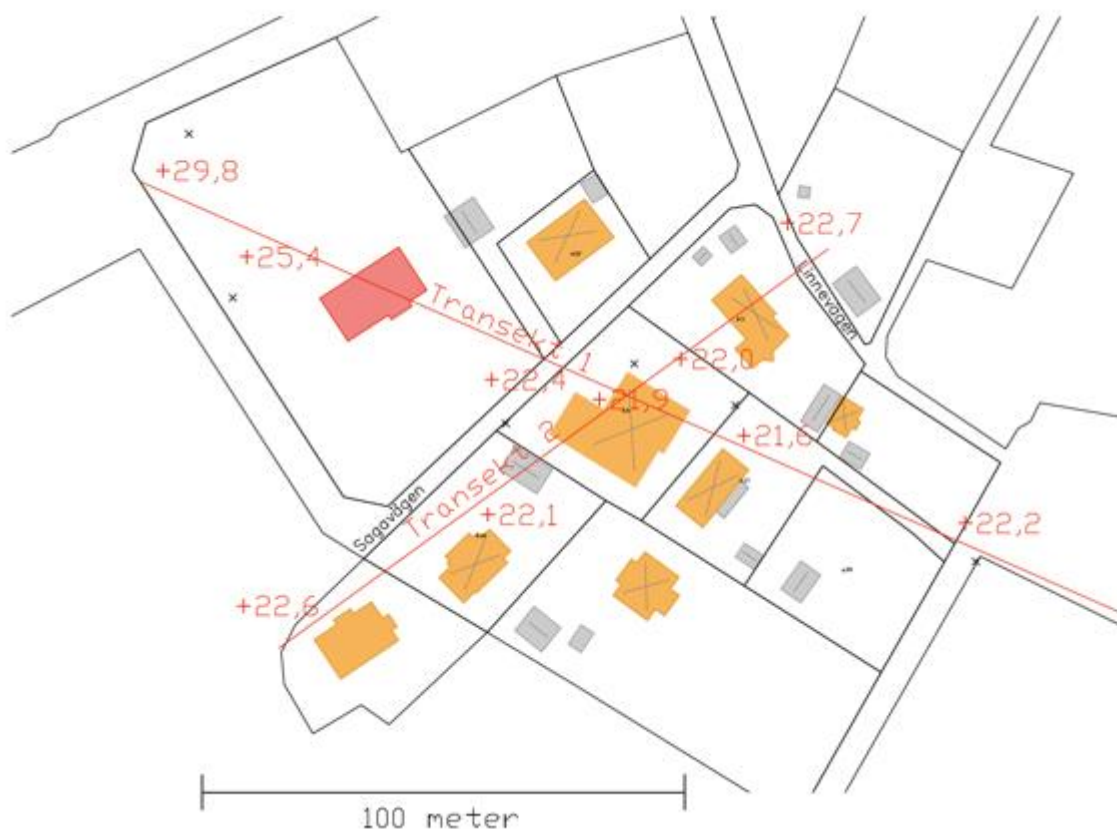 +29,8
+22,7
+25,4
Linnevägen
Transekt 1
+22,0
+22,4
+21,9
+21,6
Transekt 2
Sagavägen
+22,1
+22,2
+22,6
100 meter